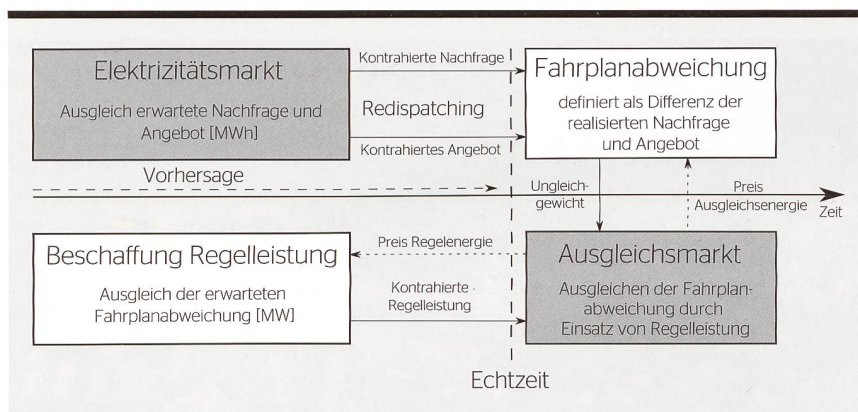 Elektrizitätsmarkt
Ausgleich erwartete Nachfrage und
Angebot [MWh]
Kontrahierte Nachfrage
Redispatching
Kontrahiertes Angebot
Fahrplanabweichung
definiert als Differenz der
realisierten Nachfrage
und Angebot
Vorhersage
Ungleich-
gewicht
Preis
Ausgleichsenergie
Zeit
Beschaffung Regelleistung
Ausgleich der erwarteten
Fahrplanabweichung [MW]
Preis Regelenergie
Kontrahierte
Regelleistung
Ausgleichsmarkt
Ausgleichen der Fahrplan-
abweichung durch
Einsatz von Regelleistung
Echtzeit